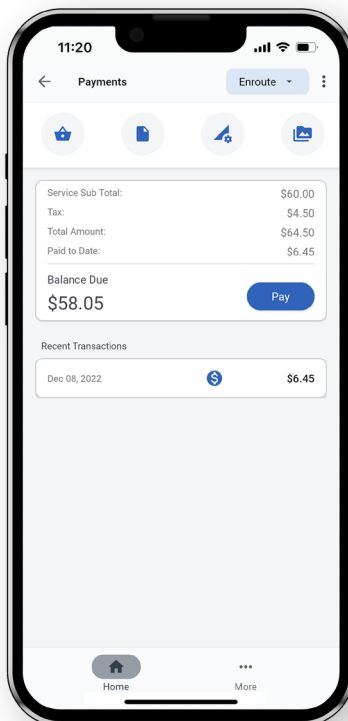 11:20
Payments
Enroute
Service Sub Total: $60.00
Tax: $4.50
Total Amount: $64.50
Paid to Date: $6.45
Balance Due
$58.05
Pay
Recent Transactions
Dec 08, 2022 $6.45
Home More